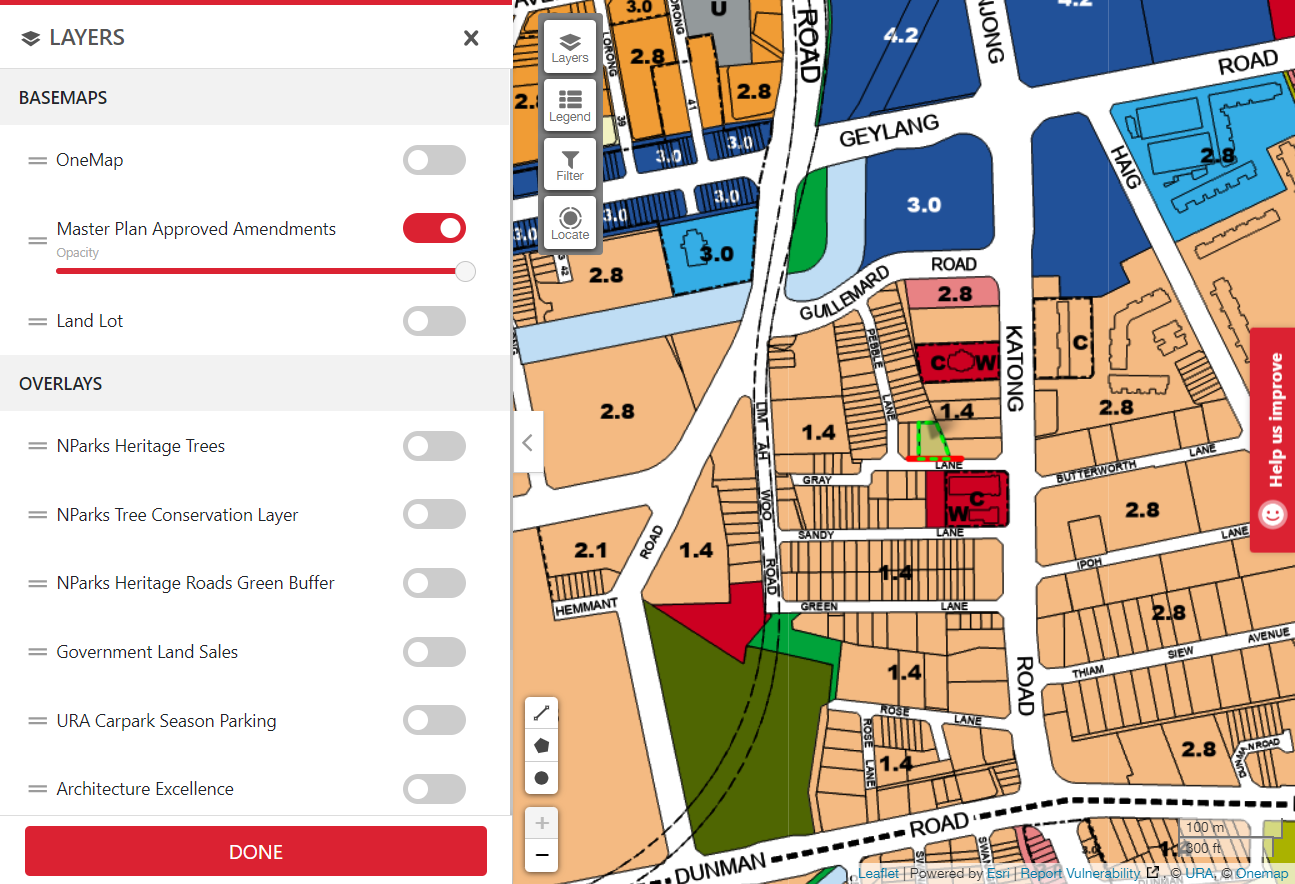 LAYERS
BASEMAPS
OneMap
Master Plan Approved Amendments
Opacity
Land Lot
OVERLAYS
NParks Heritage Trees
NParks Tree Conservation Layer
NParks Heritage Roads Green Buffer
Government Land Sales
URA Carpark Season Parking
Architecture Excellence
DONE
Layers
Legend
Filter
Locate
3.0
U
4.2
4.2
ROAD
ROAD
LORONG
LORONG
2.8
2.8
39
41
GEYLANG
HAIG
2.8
3.0
3.0
3.0
3.0
3.0
3.0
3.0
42
2.8
ROAD
GUILLEMARD
2.8
PEBBLE
LANE
C
W
C
KATONG
ROAD
2.8
1.4
1.4
2.8
LIM AH WOO ROAD
LANE
GRAY
BUTTERWORTH
LANE
C
W
2.8
SANDY
LANE
2.1
ROAD
1.4
1.4
IPOH
LANE
HEMMANT
GREEN
LANE
2.8
THIAM
SIEW
AVENUE
1.4
ROSE
LANE
ROSE LANE
1.4
2.8
DUNMAN
ROAD
100 m
300 ft
Leaflet | Powered by Esri | Report Vulnerability , © URA, © Onemap
Help us improve